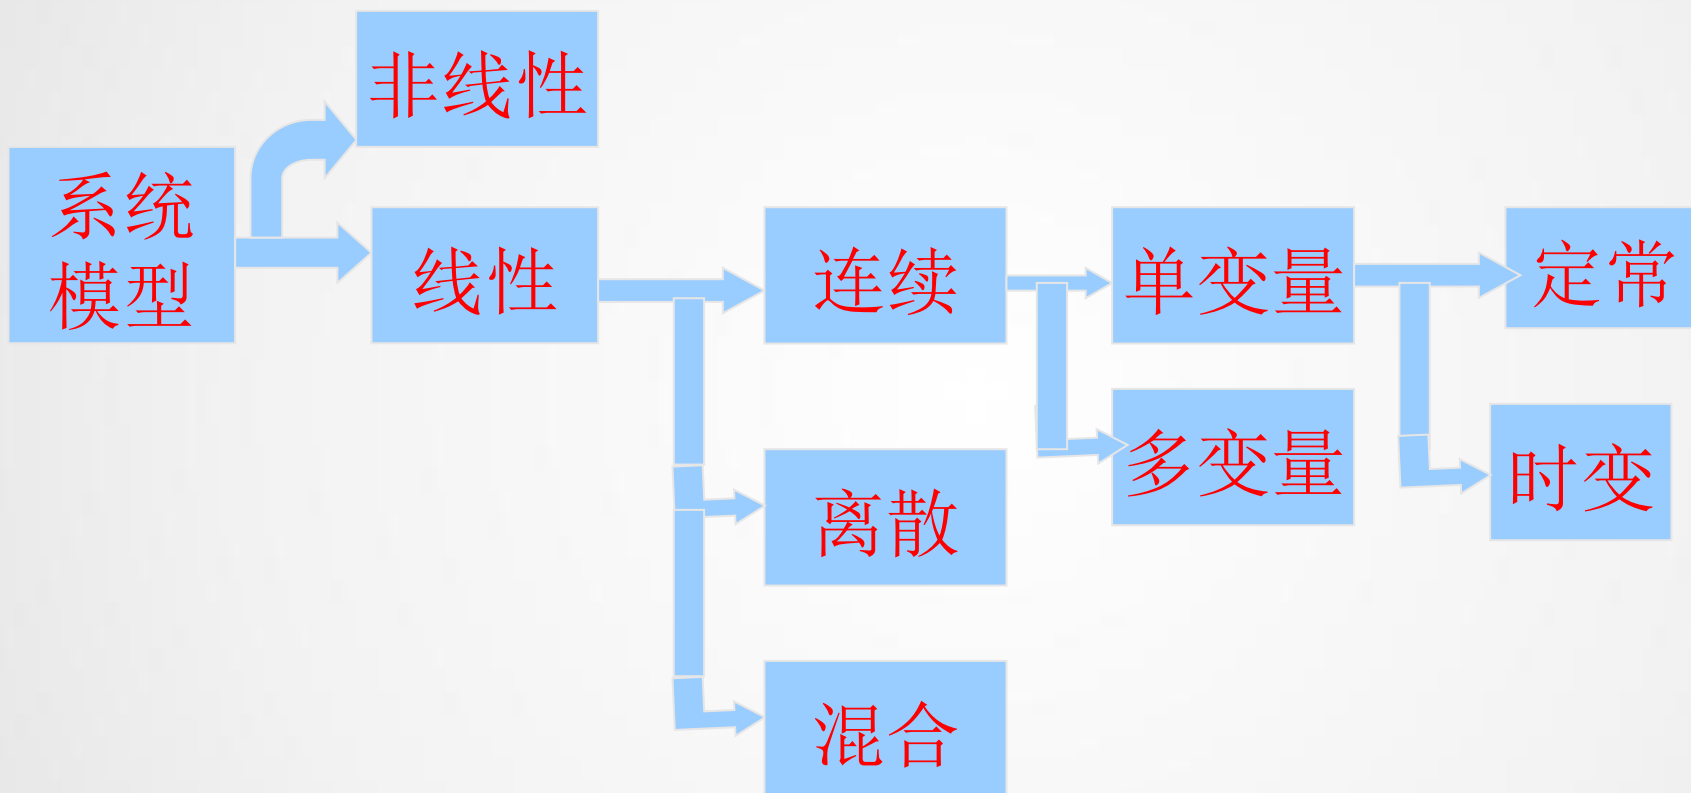 非线性
系统
模型
线性
连续
单变量
定常
多变量
时变
离散
混合